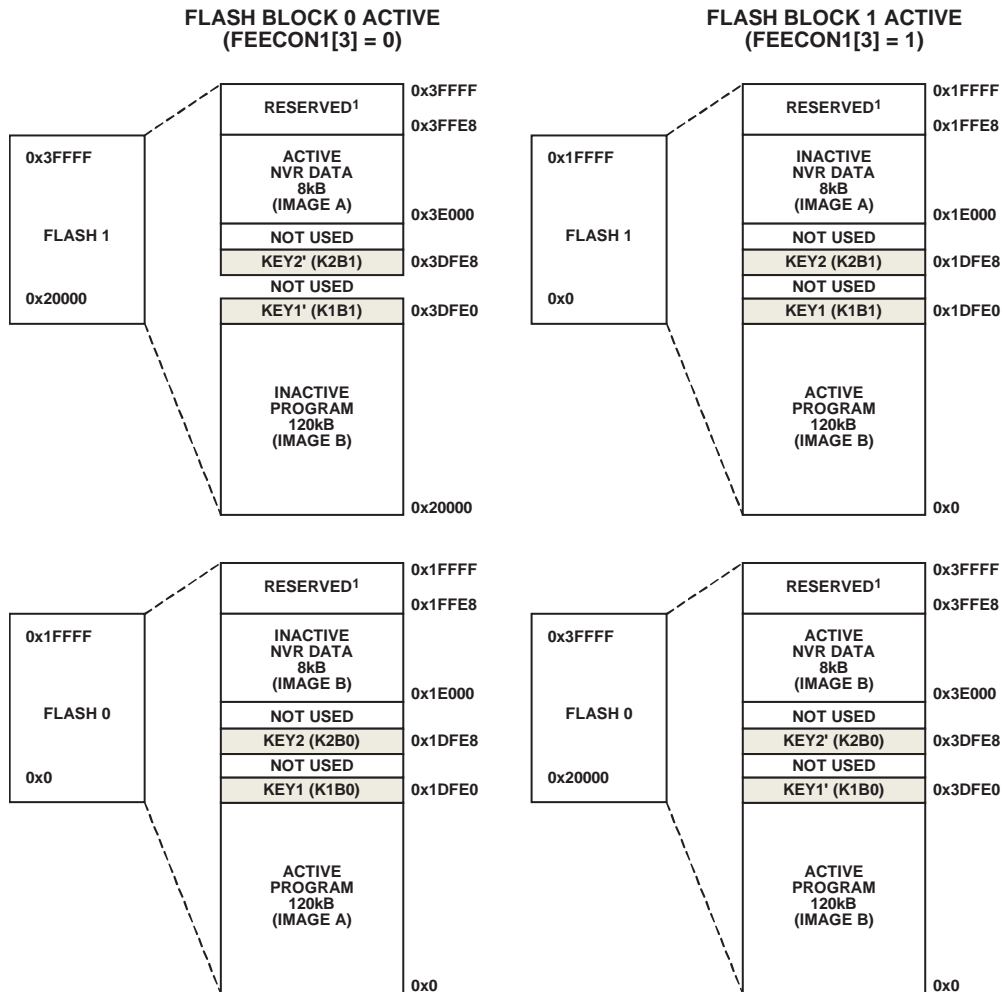 FLASH BLOCK 0 ACTIVE
(FEECON1[3] = 0)
0x3FFFF
FLASH 1
0x20000
RESERVED1
ACTIVE
NVR DATA
8kB
(IMAGE A)
NOT USED
KEY2' (K2B1)
NOT USED
KEY1' (K1B1)
INACTIVE
PROGRAM
120kB
(IMAGE B)
0x3FFFF
0x3FFE8
0x3E000
0x3DFE8
0x3DFE0
0x20000
0x1FFFF
FLASH 0
0x0
RESERVED1
INACTIVE
NVR DATA
8kB
(IMAGE B)
NOT USED
KEY2 (K2B0)
NOT USED
KEY1 (K1B0)
ACTIVE
PROGRAM
120kB
(IMAGE A)
0x1FFFF
0x1FFE8
0x1E000
0x1DFE8
0x1DFE0
0x0
FLASH BLOCK 1 ACTIVE
(FEECON1[3] = 1)
0x1FFFF
FLASH 1
0x0
RESERVED1
INACTIVE
NVR DATA
8kB
(IMAGE A)
NOT USED
KEY2 (K2B1)
NOT USED
KEY1 (K1B1)
ACTIVE
PROGRAM
120kB
(IMAGE B)
0x1FFFF
0x1FFE8
0x1E000
0x1DFE8
0x1DFE0
0x0
0x3FFFF
FLASH 0
0x20000
RESERVED1
ACTIVE
NVR DATA
8kB
(IMAGE B)
NOT USED
KEY2' (K2B0)
NOT USED
KEY1' (K1B0)
ACTIVE
PROGRAM
120kB
(IMAGE B)
0x3FFFF
0x3FFE8
0x3E000
0x3DFE8
0x3DFE0
0x0